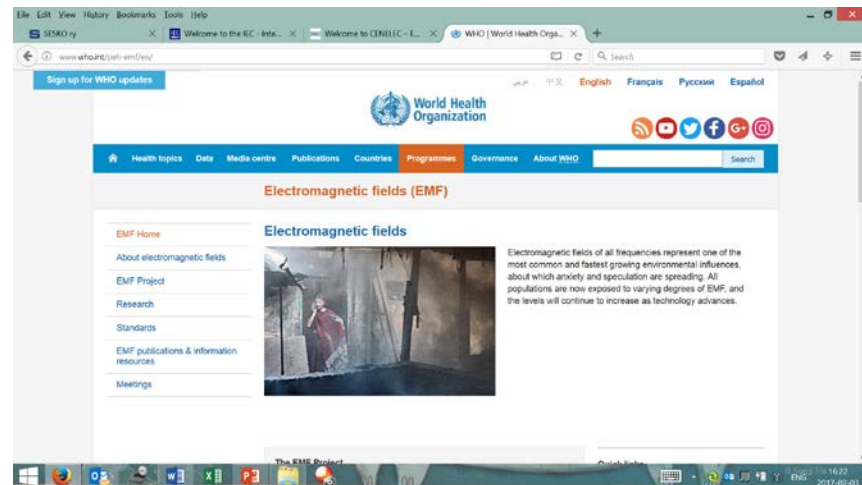 File Edit View History Bookmarks Tools Help
SESKO ry
Welcome to the IEC - Inte...
Welcome to CENELEC - E...
WHO | World Health Orga...
www.who.int/peh-emf/en/
Search
Sign up for WHO updates
عربي 中文 English Français Русский Español
World Health
Organization
Health topics Data Media centre Publications Countries Programmes Governance About WHO Search
Electromagnetic fields (EMF)
EMF Home
About electromagnetic fields
EMF Project
Research
Standards
EMF publications & information
resources
Meetings
Electromagnetic fields
Electromagnetic fields of all frequencies represent one of the
most common and fastest growing environmental influences,
about which anxiety and speculation are spreading. All
populations are now exposed to varying degrees of EMF, and
the levels will continue to increase as technology advances.
The EMF Project
Quick links
ENG
16:22
2017-02-03